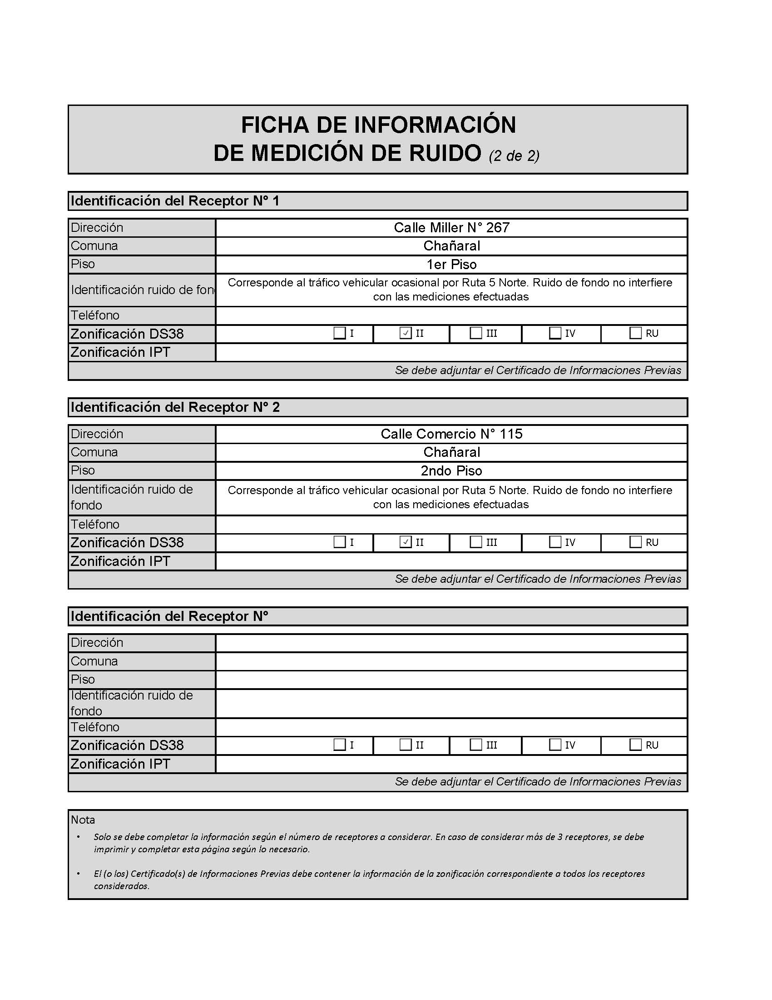 FICHA DE INFORMACIÓN
DE MEDICIÓN DE RUIDO (2 de 2)
Identificación del Receptor N° 1
Dirección Calle Miller N° 267
Comuna Chañaral
Piso 1er Piso
Identificación ruido de fon Corresponde al tráfico vehicular ocasional por Ruta 5 Norte. Ruido de fondo no interfiere
con las mediciones efectuadas
Teléfono
Zonificación DS38 ☐ I ☑ II ☐ III ☐ IV ☐ RU
Zonificación IPT
Se debe adjuntar el Certificado de Informaciones Previas
Identificación del Receptor N° 2
Dirección Calle Comercio N° 115
Comuna Chañaral
Piso 2ndo Piso
Identificación ruido de Corresponde al tráfico vehicular ocasional por Ruta 5 Norte. Ruido de fondo no interfiere
fondo con las mediciones efectuadas
Teléfono
Zonificación DS38 ☐ I ☑ II ☐ III ☐ IV ☐ RU
Zonificación IPT
Se debe adjuntar el Certificado de Informaciones Previas
Identificación del Receptor N°
Dirección
Comuna
Piso
Identificación ruido de
fondo
Teléfono
Zonificación DS38 ☐ I ☐ II ☐ III ☐ IV ☐ RU
Zonificación IPT
Se debe adjuntar el Certificado de Informaciones Previas
Nota
• Solo se debe completar la información según el número de receptores a considerar. En caso de considerar más de 3 receptores, se debe
imprimir y completar esta página según lo necesario.
• El (o los) Certificado(s) de Informaciones Previas debe contener la información de la zonificación correspondiente a todos los receptores
considerados.